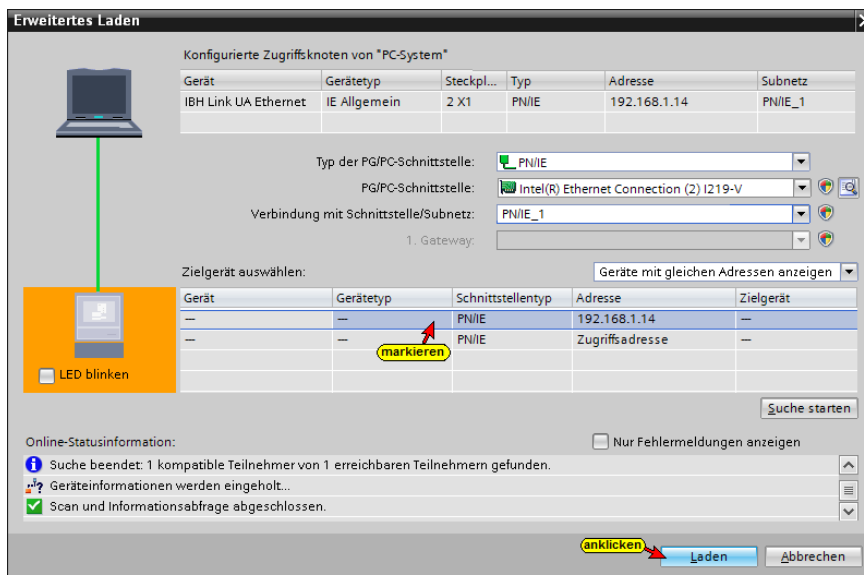 Erweitertes Laden
Konfigurierte Zugriffsknoten von "PC-System"
Gerät Gerätetyp Steckpl... Typ Adresse Subnetz
IBH Link UA Ethernet IE Allgemein 2 X1 PN/IE 192.168.1.14 PN/IE_1
Typ der PG/PC-Schnittstelle: PN/IE
PG/PC-Schnittstelle: Intel(R) Ethernet Connection (2) I219-V
Verbindung mit Schnittstelle/Subnetz: PN/IE_1
1. Gateway:
Zielgerät auswählen: Geräte mit gleichen Adressen anzeigen
Gerät Gerätetyp Schnittstellentyp Adresse Zielgerät
— — PN/IE 192.168.1.14 —
— — PN/IE Zugriffsadresse —
markieren
LED blinken
Suche starten
Online-Statusinformation: Nur Fehlermeldungen anzeigen
Suche beendet: 1 kompatible Teilnehmer von 1 erreichbaren Teilnehmern gefunden.
Geräteinformationen werden eingeholt...
Scan und Informationsabfrage abgeschlossen.
anklicken
Laden Abbrechen